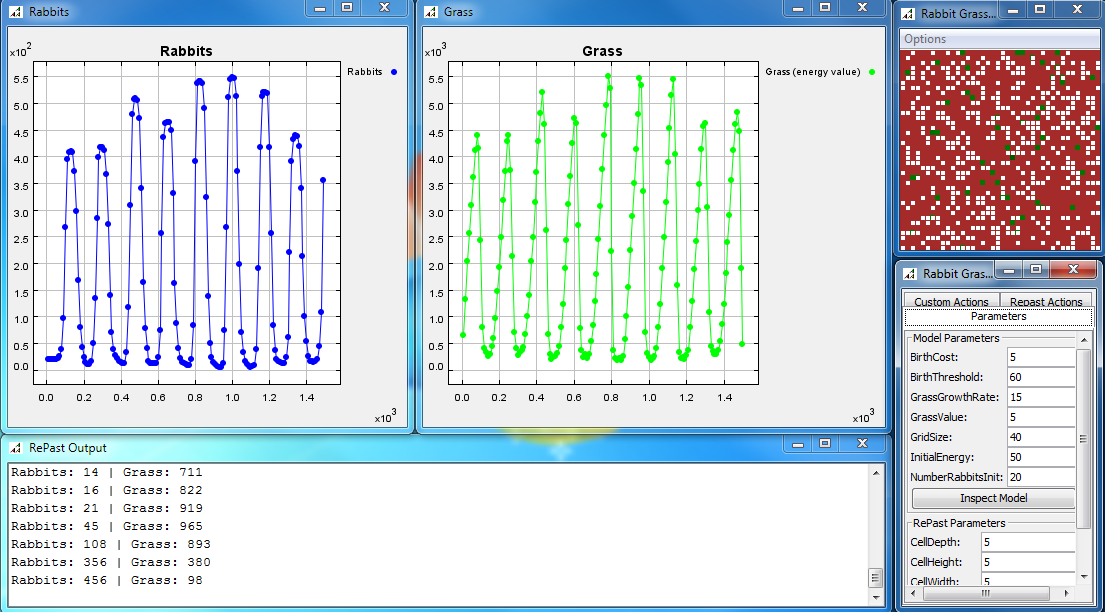 Rabbits
Rabbits
x10^2
Rabbits
5.5
5.0
4.5
4.0
3.5
3.0
2.5
2.0
1.5
1.0
0.5
0.0
0.0 0.2 0.4 0.6 0.8 1.0 1.2 1.4
x10^3
Grass
Grass
x10^3
Grass (energy value)
5.5
5.0
4.5
4.0
3.5
3.0
2.5
2.0
1.5
1.0
0.5
0.0
0.0 0.2 0.4 0.6 0.8 1.0 1.2 1.4
x10^3
Rabbit Grass...
Options
RePast Output
Rabbits: 14 | Grass: 711
Rabbits: 16 | Grass: 822
Rabbits: 21 | Grass: 919
Rabbits: 45 | Grass: 965
Rabbits: 108 | Grass: 893
Rabbits: 356 | Grass: 380
Rabbits: 456 | Grass: 98
Rabbit Gras...
Custom Actions Repast Actions
Parameters
Model Parameters
BirthCost: 5
BirthThreshold: 60
GrassGrowthRate: 15
GrassValue: 5
GridSize: 40
InitialEnergy: 50
NumberRabbitsInit: 20
Inspect Model
RePast Parameters
CellDepth: 5
CellHeight: 5
CellWidth: 5